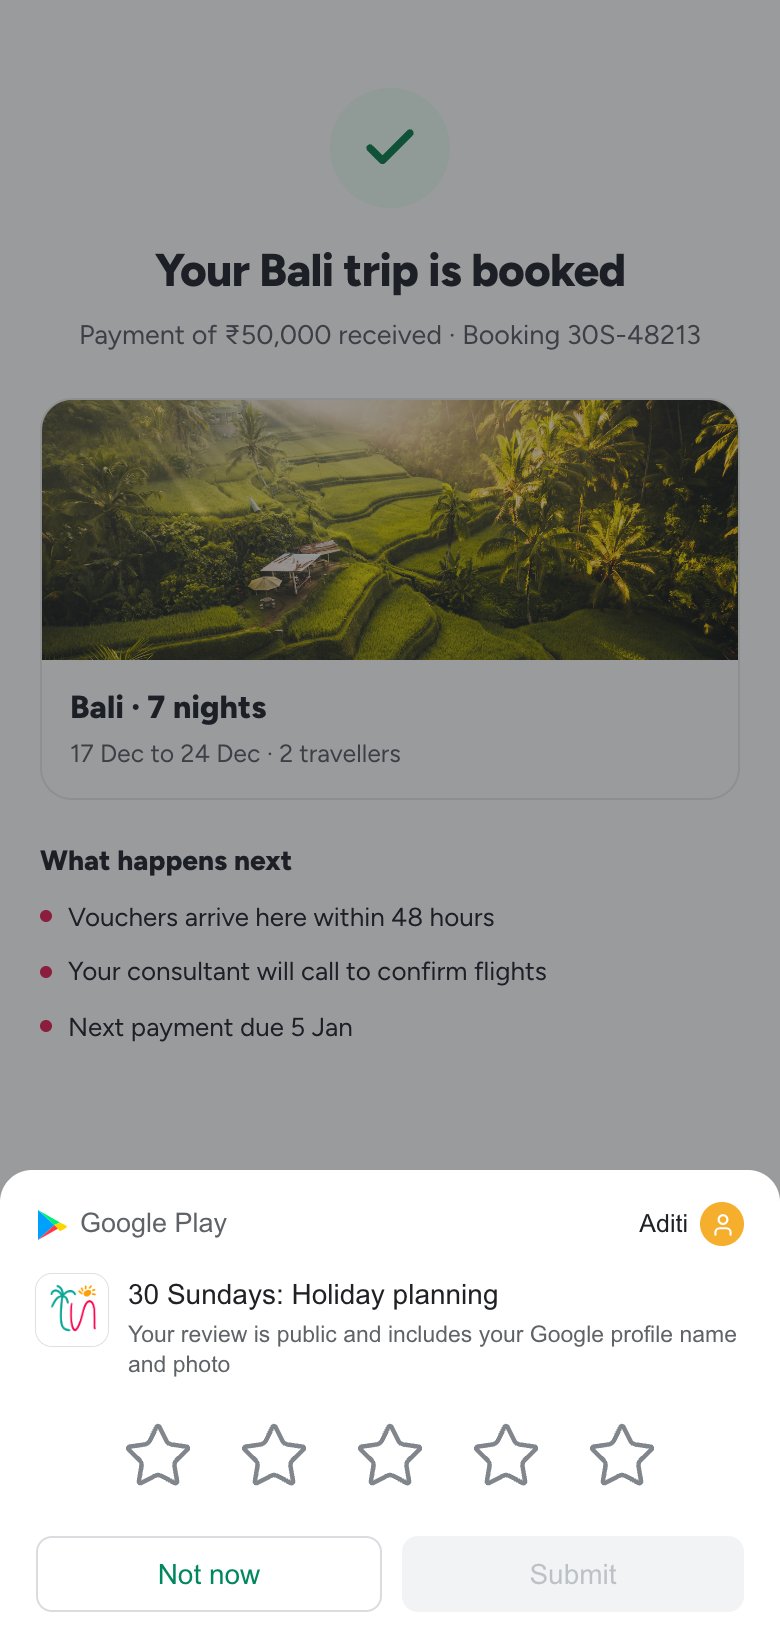 Your Bali trip is booked
Payment of ₹50,000 received · Booking 30S-48213
Bali · 7 nights
17 Dec to 24 Dec · 2 travellers
What happens next
Vouchers arrive here within 48 hours
Your consultant will call to confirm flights
Next payment due 5 Jan
Google Play
Aditi
30 Sundays: Holiday planning
Your review is public and includes your Google profile name
and photo
Not now
Submit